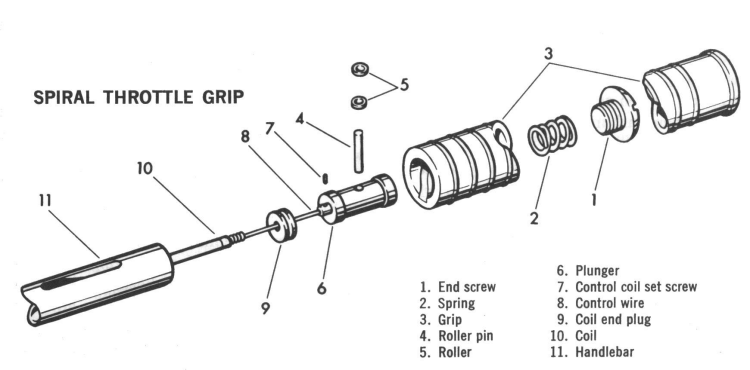 SPIRAL THROTTLE GRIP
5
3
4
7
8
10
11
2
1
6
9
1. End screw
2. Spring
3. Grip
4. Roller pin
5. Roller
6. Plunger
7. Control coil set screw
8. Control wire
9. Coil end plug
10. Coil
11. Handlebar